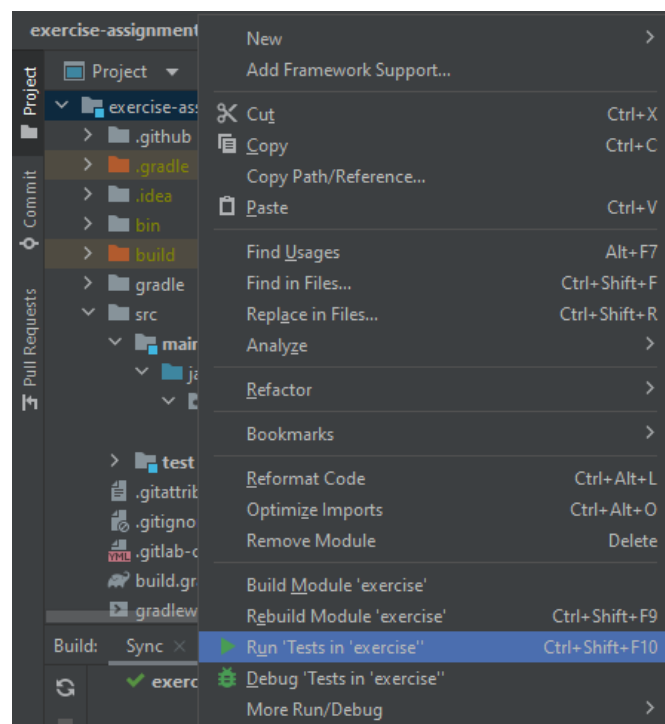 exercise-assignment
Project
Commit
Pull Requests
Project
exercise-as
.github
.gradle
.idea
bin
build
gradle
src
main
ja
test
.gitattrib
.gitigno
.gitlab-c
build.gr
gradlew
Build: Sync
exerc
New
Add Framework Support...
Cut Ctrl+X
Copy Ctrl+C
Copy Path/Reference...
Paste Ctrl+V
Find Usages Alt+F7
Find in Files... Ctrl+Shift+F
Replace in Files... Ctrl+Shift+R
Analyze
Refactor
Bookmarks
Reformat Code Ctrl+Alt+L
Optimize Imports Ctrl+Alt+O
Remove Module Delete
Build Module 'exercise'
Rebuild Module 'exercise' Ctrl+Shift+F9
Run 'Tests in 'exercise'' Ctrl+Shift+F10
Debug 'Tests in 'exercise''
More Run/Debug